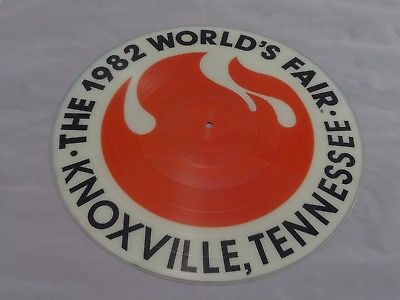 · THE 1982 WORLD'S FAIR ·
KNOXVILLE, TENNESSEE